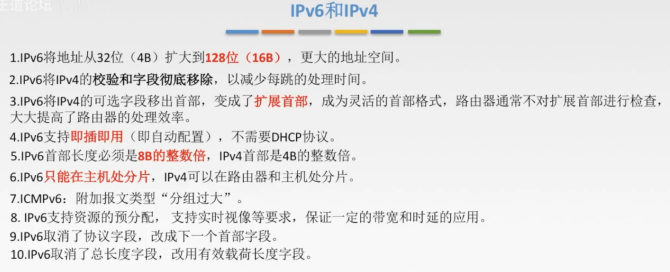 王道论坛
IPv6和IPv4
1.IPv6将地址从32位（4B）扩大到128位（16B），更大的地址空间。
2.IPv6将IPv4的校验和字段彻底移除，以减少每跳的处理时间。
3.IPv6将IPv4的可选字段移出首部，变成了扩展首部，成为灵活的首部格式，路由器通常不对扩展首部进行检查，
大大提高了路由器的处理效率。
4.IPv6支持即插即用（即自动配置），不需要DHCP协议。
5.IPv6首部长度必须是8B的整数倍，IPv4首部是4B的整数倍。
6.IPv6只能在主机处分片，IPv4可以在路由器和主机处分片。
7.ICMPv6：附加报文类型“分组过大”。
8. IPv6支持资源的预分配， 支持实时视像等要求，保证一定的带宽和时延的应用。
9.IPv6取消了协议字段，改成下一个首部字段。
10.IPv6取消了总长度字段，改用有效载荷长度字段。